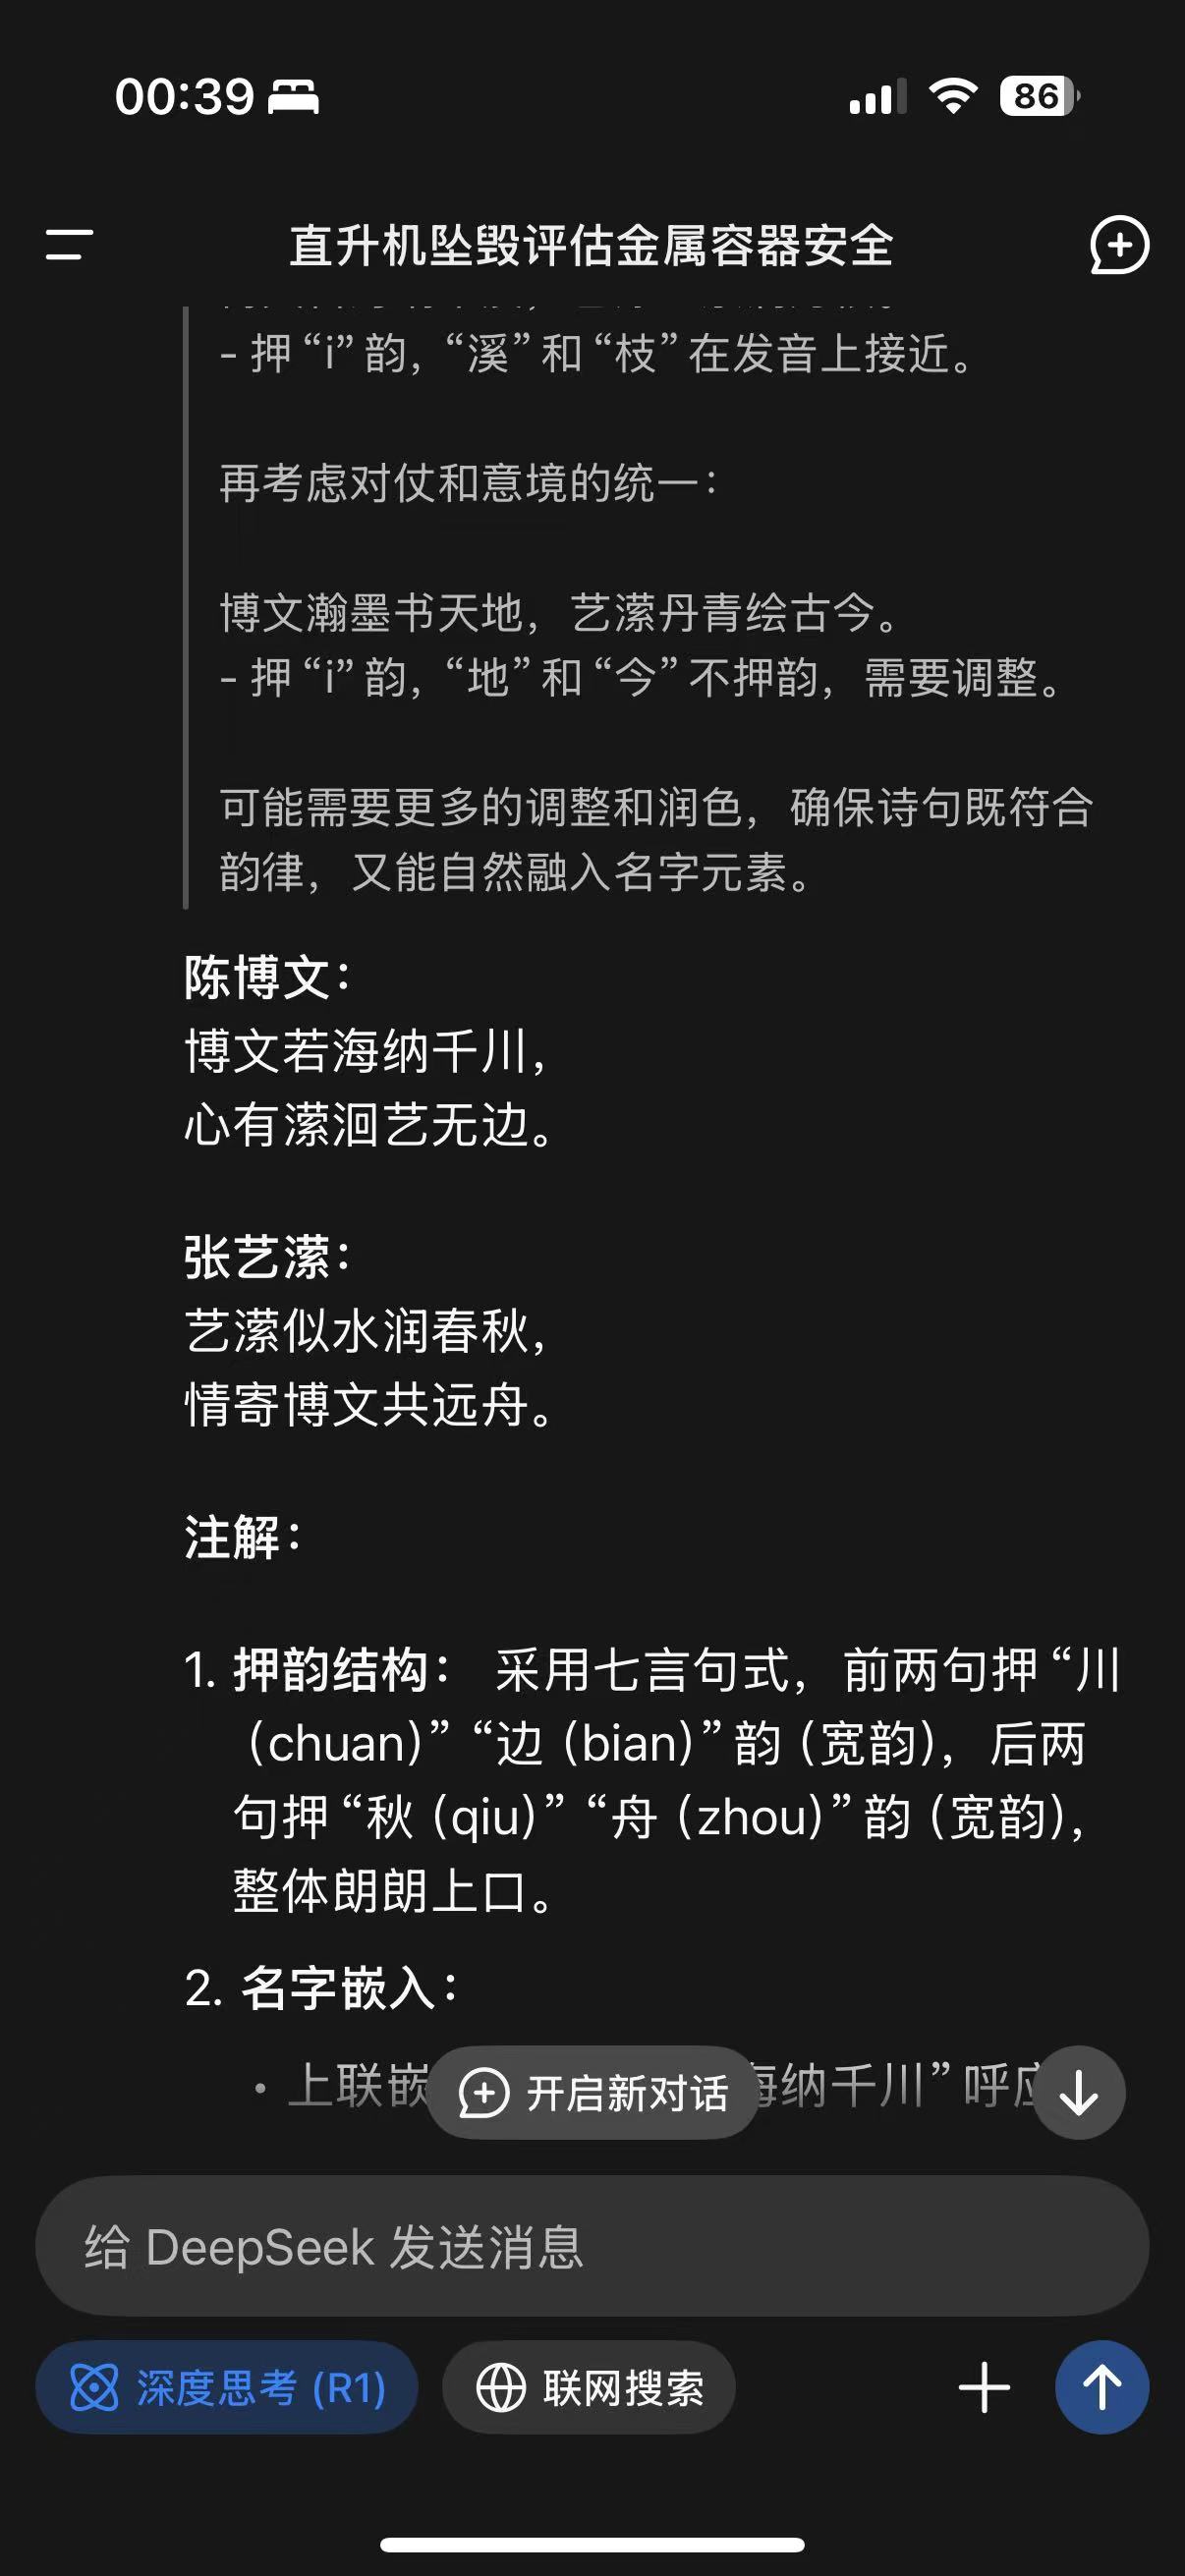 00:39
86
直升机坠毁评估金属容器安全
- 押“i”韵，“溪”和“枝”在发音上接近。
再考虑对仗和意境的统一：
博文瀚墨书天地，艺潆丹青绘古今。
- 押“i”韵，“地”和“今”不押韵，需要调整。
可能需要更多的调整和润色，确保诗句既符合
韵律，又能自然融入名字元素。
陈博文：
博文若海纳千川，
心有潆洄艺无边。
张艺潆：
艺潆似水润春秋，
情寄博文共远舟。
注解：
1. 押韵结构： 采用七言句式，前两句押“川
(chuan)”“边 (bian)”韵 (宽韵)，后两
句押“秋 (qiu)”“舟 (zhou)”韵 (宽韵)，
整体朗朗上口。
2. 名字嵌入：
• 上联嵌 海纳千川”呼应
开启新对话
给 DeepSeek 发送消息
深度思考 (R1)
联网搜索